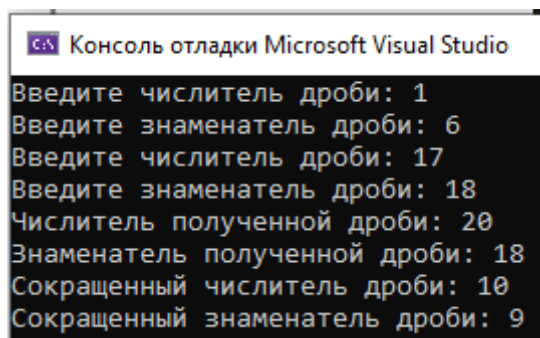 Консоль отладки Microsoft Visual Studio
Введите числитель дроби: 1
Введите знаменатель дроби: 6
Введите числитель дроби: 17
Введите знаменатель дроби: 18
Числитель полученной дроби: 20
Знаменатель полученной дроби: 18
Сокращенный числитель дроби: 10
Сокращенный знаменатель дроби: 9